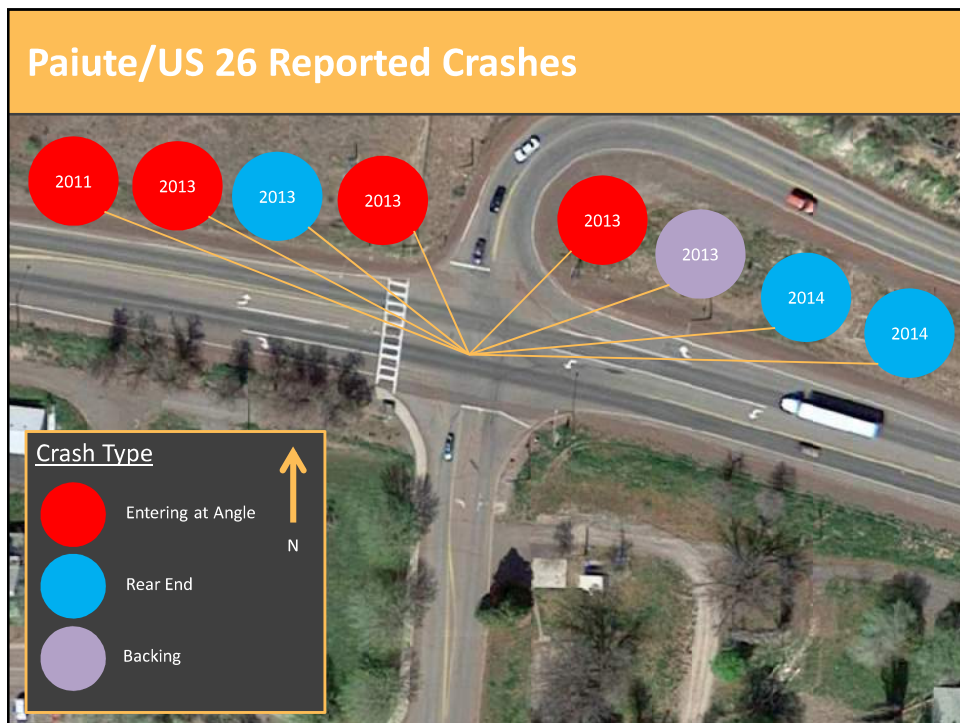 Paiute/US 26 Reported Crashes
2011
2013
2013
2013
2013
2013
2014
2014
Crash Type
Entering at Angle
N
Rear End
Backing